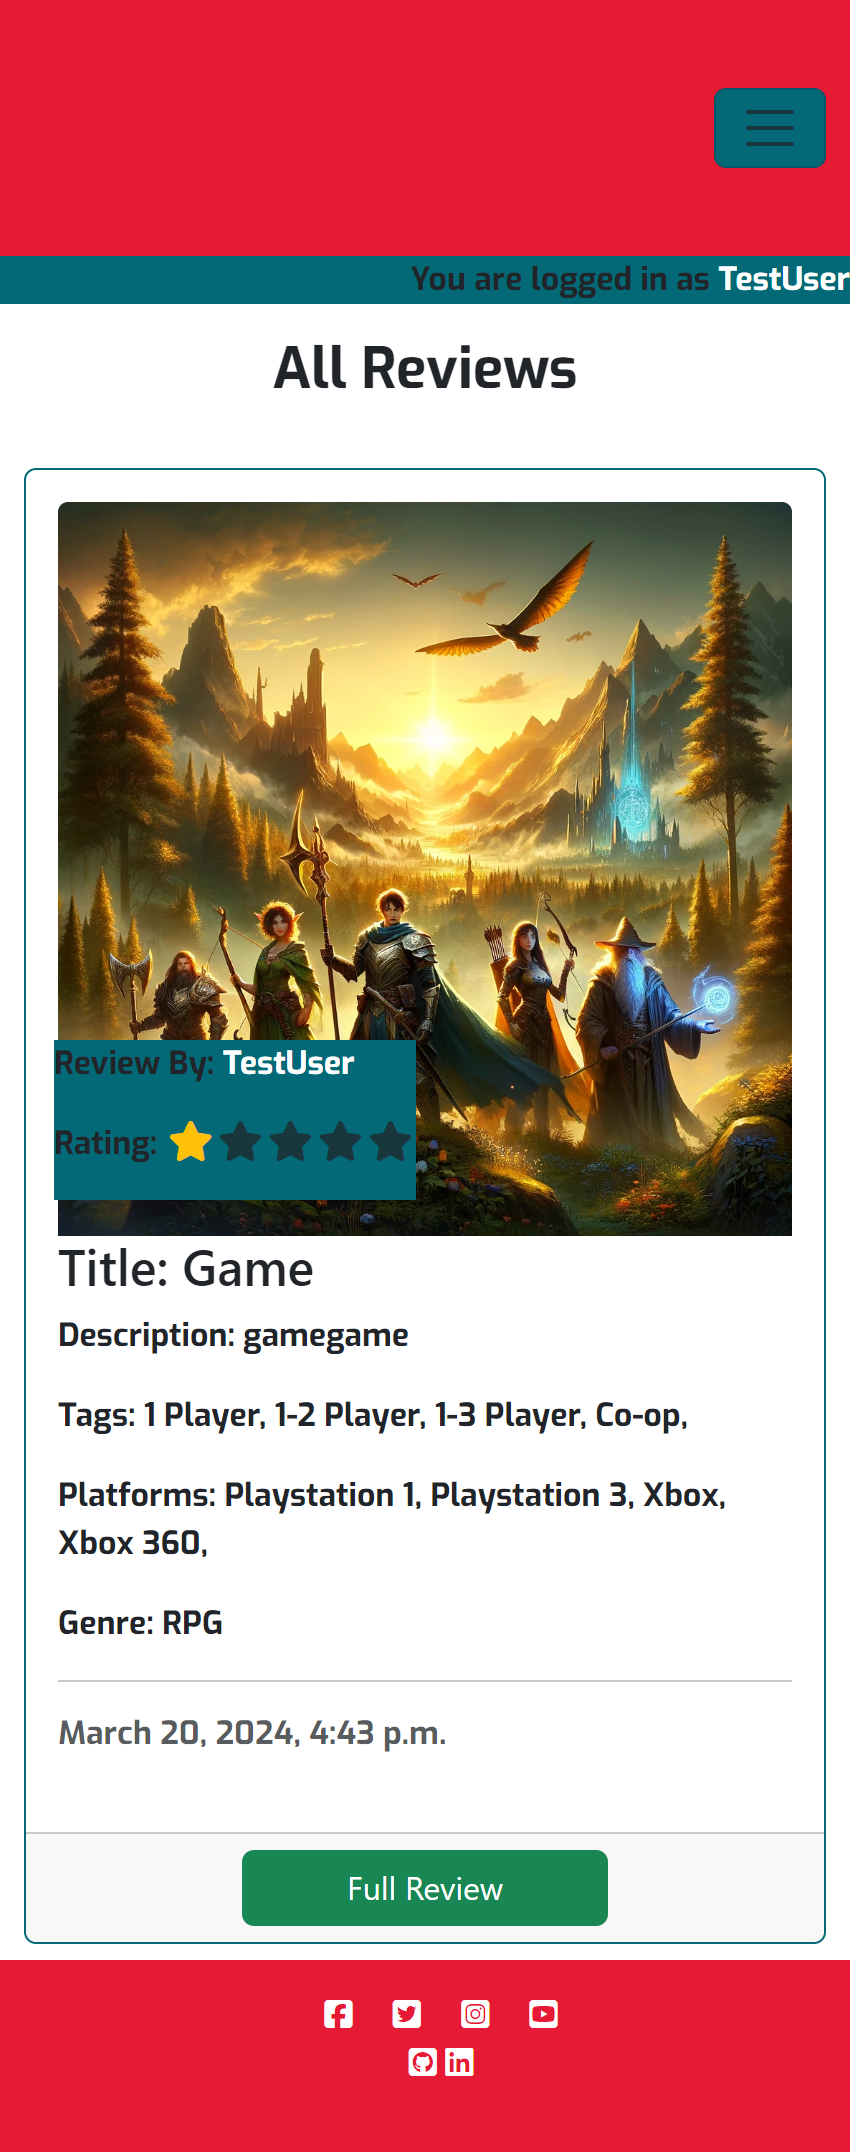 You are logged in as TestUser
All Reviews
Review By: TestUser
Rating:
Title: Game
Description: gamegame
Tags: 1 Player, 1-2 Player, 1-3 Player, Co-op,
Platforms: Playstation 1, Playstation 3, Xbox,
Xbox 360,
Genre: RPG
March 20, 2024, 4:43 p.m.
Full Review